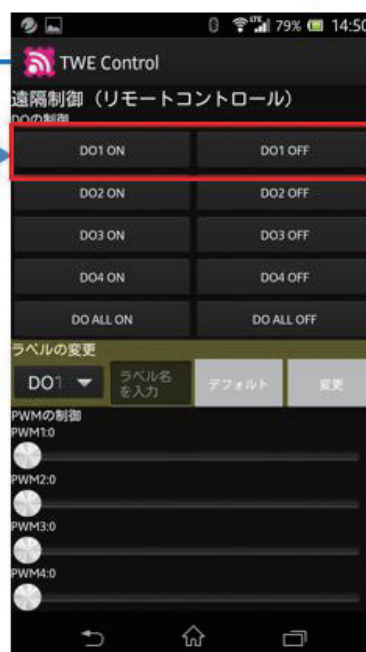 79% 14:50
TWE Control
遠隔制御（リモートコントロール）
DOの制御
DO1 ON DO1 OFF
DO2 ON DO2 OFF
DO3 ON DO3 OFF
DO4 ON DO4 OFF
DO ALL ON DO ALL OFF
ラベルの変更
DO1 ラベル名 デフォルト 変更
を入力
PWMの制御
PWM1:0
PWM2:0
PWM3:0
PWM4:0